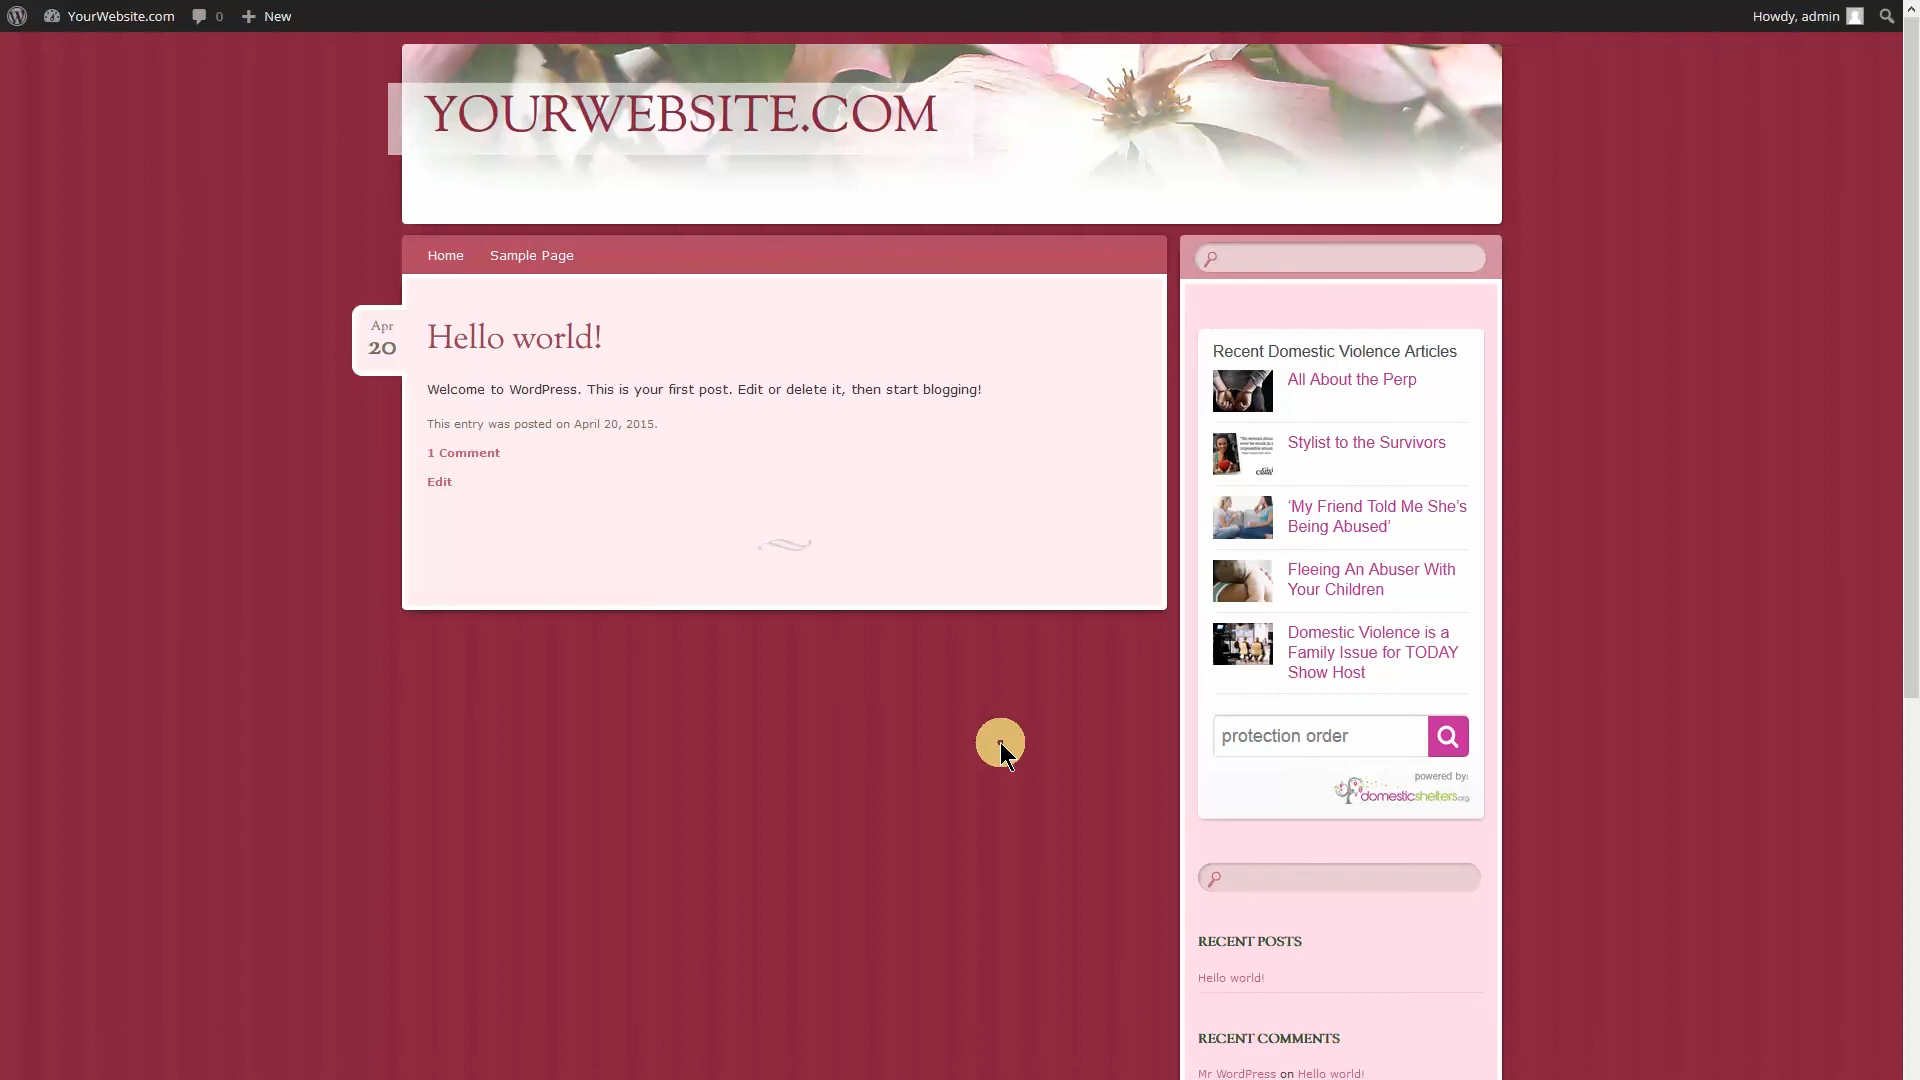 YourWebsite.com
0
New
Howdy, admin
YOURWEBSITE.COM
Home
Sample Page
Apr
20
Hello world!
Welcome to WordPress. This is your first post. Edit or delete it, then start blogging!
This entry was posted on April 20, 2015.
1 Comment
Edit
Recent Domestic Violence Articles
All About the Perp
Stylist to the Survivors
‘My Friend Told Me She’s
Being Abused’
Fleeing An Abuser With
Your Children
Domestic Violence is a
Family Issue for TODAY
Show Host
protection order
powered by:
domesticshelters.org
RECENT POSTS
Hello world!
RECENT COMMENTS
Mr WordPress on Hello world!